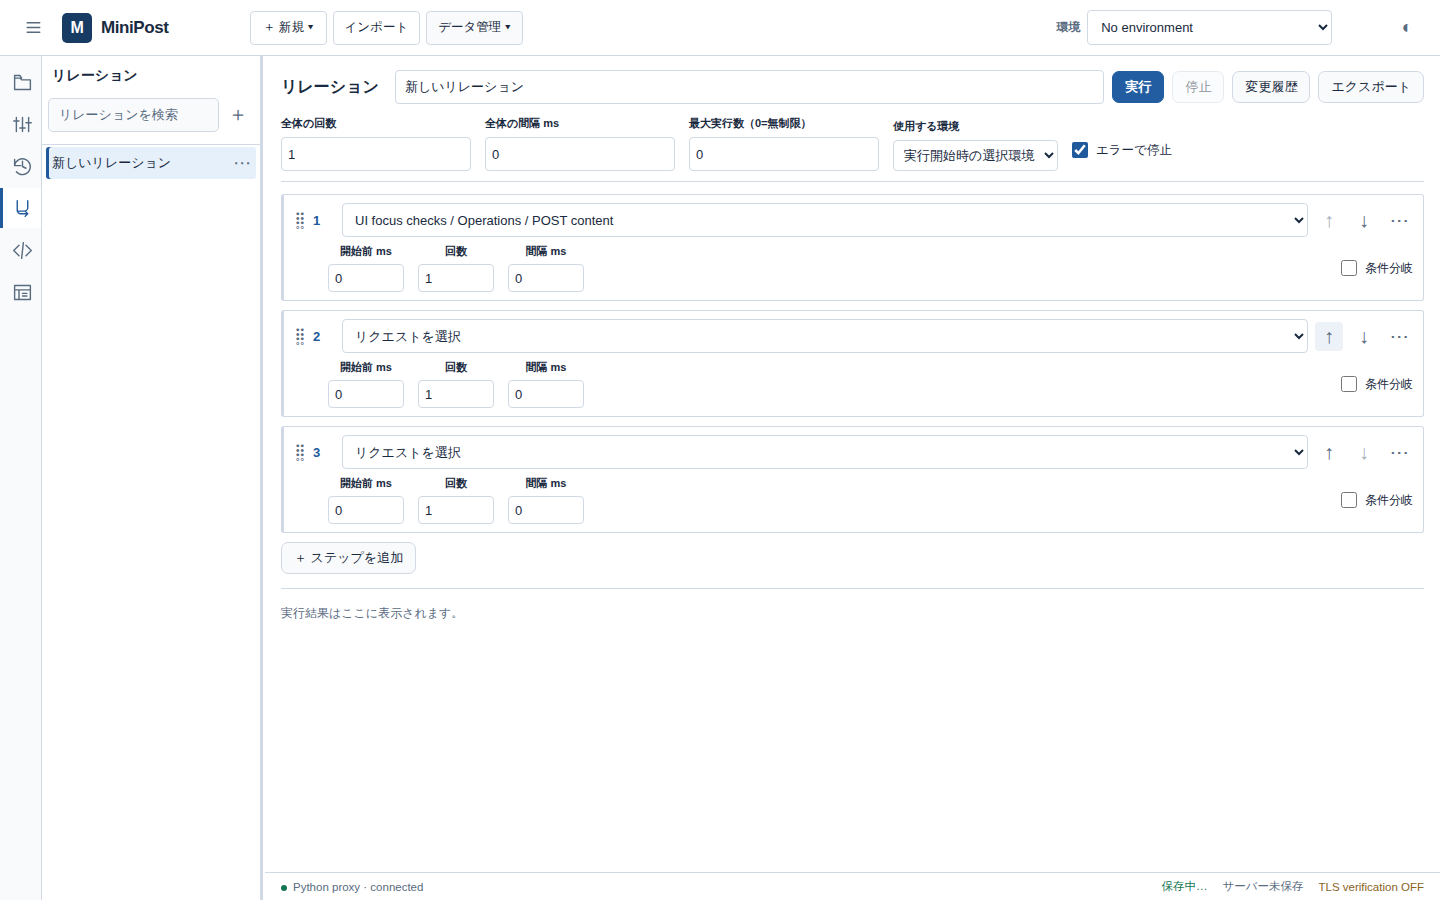 M MiniPost
＋ 新規 ▾ インポート データ管理 ▾
環境 No environment
リレーション
リレーションを検索 ＋
新しいリレーション ⋯
リレーション 新しいリレーション 実行 停止 変更履歴 エクスポート
全体の回数 全体の間隔 ms 最大実行数（0=無制限） 使用する環境
1 0 0 実行開始時の選択環境 エラーで停止
1 UI focus checks / Operations / POST content ↑ ↓ ⋯
開始前 ms 回数 間隔 ms
0 1 0 条件分岐
2 リクエストを選択 ↑ ↓ ⋯
開始前 ms 回数 間隔 ms
0 1 0 条件分岐
3 リクエストを選択 ↑ ↓ ⋯
開始前 ms 回数 間隔 ms
0 1 0 条件分岐
＋ ステップを追加
実行結果はここに表示されます。
Python proxy · connected 保存中… サーバー未保存 TLS verification OFF